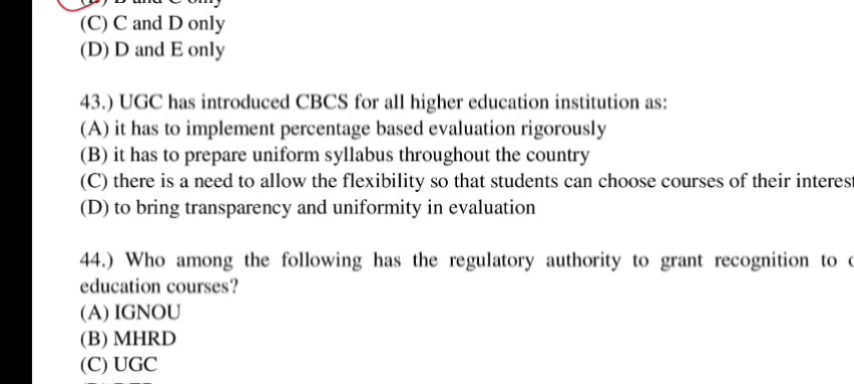 (C) C and D only
(D) D and E only
43.) UGC has introduced CBCS for all higher education institution as:
(A) it has to implement percentage based evaluation rigorously
(B) it has to prepare uniform syllabus throughout the country
(C) there is a need to allow the flexibility so that students can choose courses of their interest
(D) to bring transparency and uniformity in evaluation
44.) Who among the following has the regulatory authority to grant recognition to
education courses?
(A) IGNOU
(B) MHRD
(C) UGC